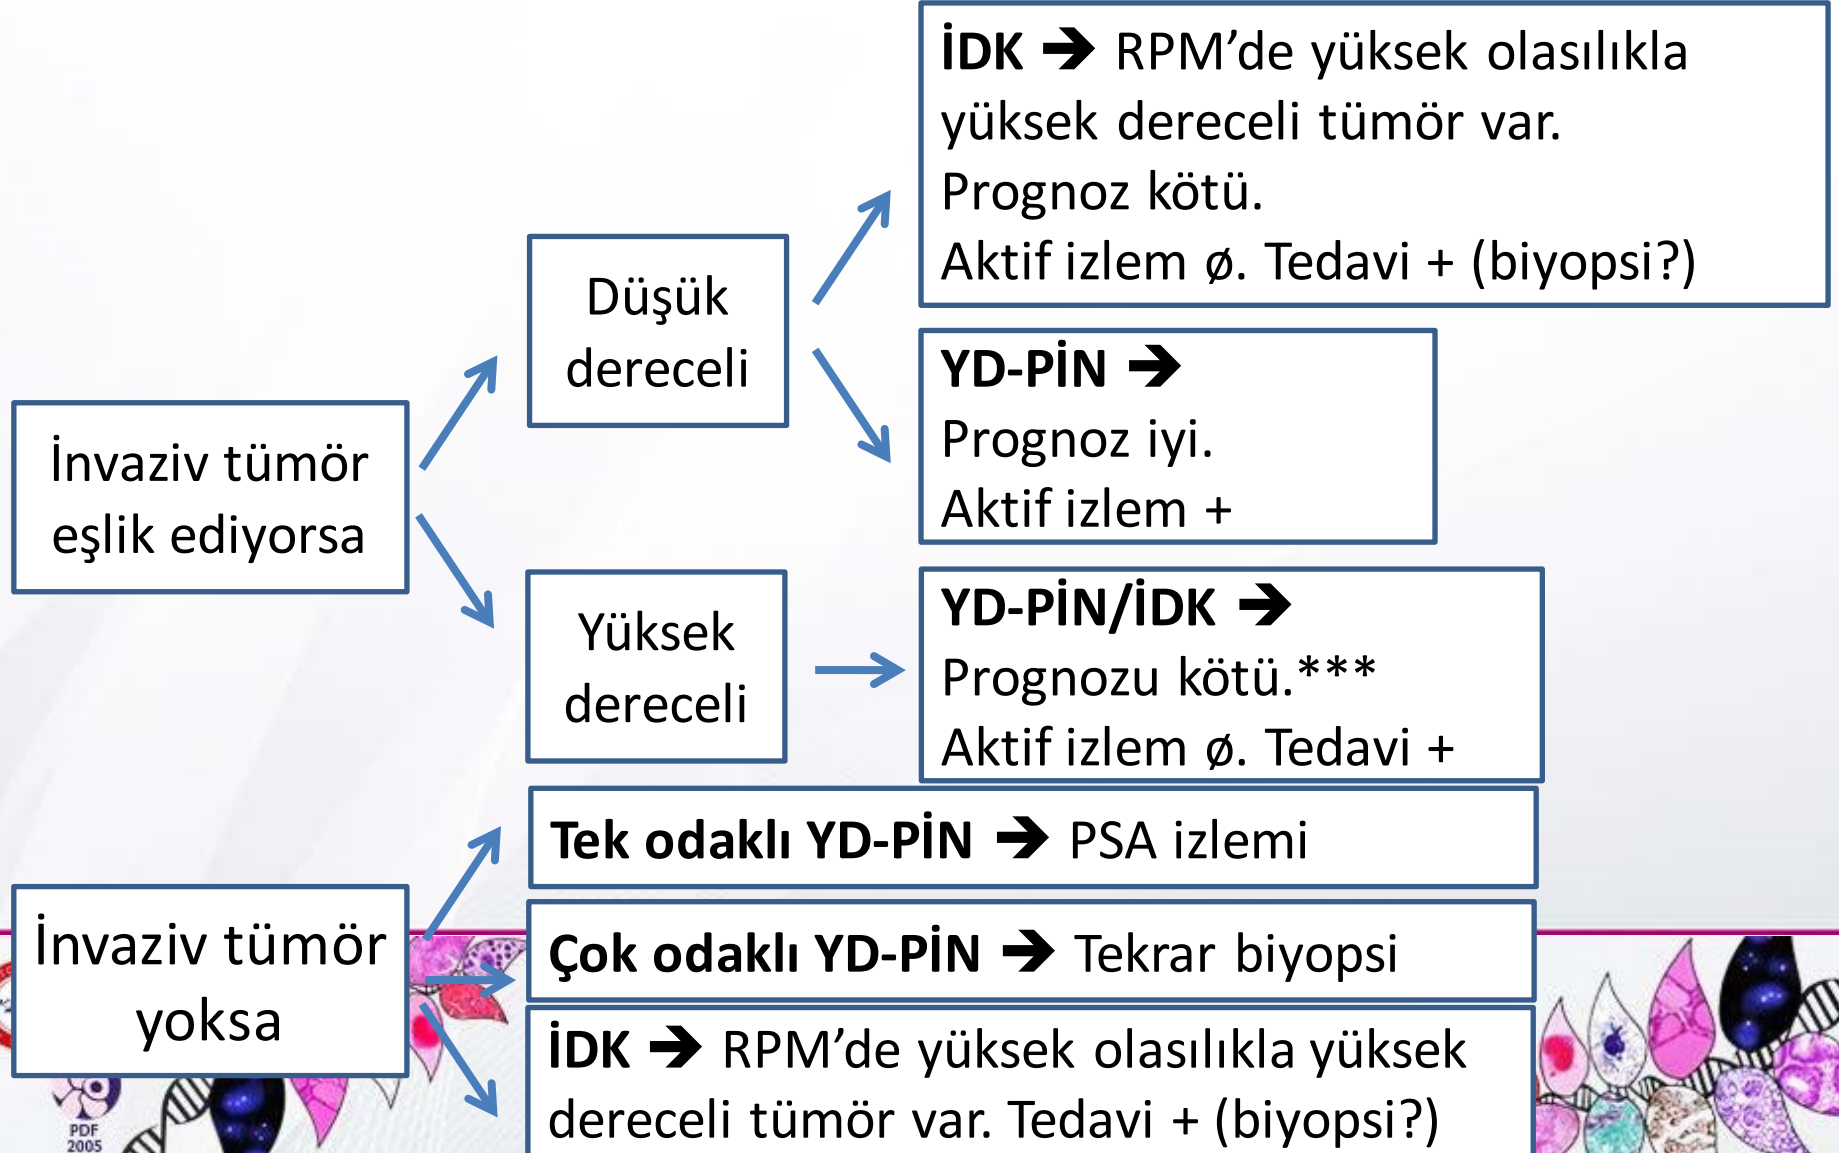 İDK ➔ RPM’de yüksek olasılıkla
yüksek dereceli tümör var.
Prognoz kötü.
Aktif izlem ø. Tedavi + (biyopsi?)
Düşük
dereceli
YD-PİN ➔
Prognoz iyi.
Aktif izlem +
İnvaziv tümör
eşlik ediyorsa
Yüksek
dereceli
YD-PİN/İDK ➔
Prognozu kötü.***
Aktif izlem ø. Tedavi +
Tek odaklı YD-PİN ➔ PSA izlemi
İnvaziv tümör
yoksa
Çok odaklı YD-PİN ➔ Tekrar biyopsi
İDK ➔ RPM’de yüksek olasılıkla yüksek
dereceli tümör var. Tedavi + (biyopsi?)
PDF
2005